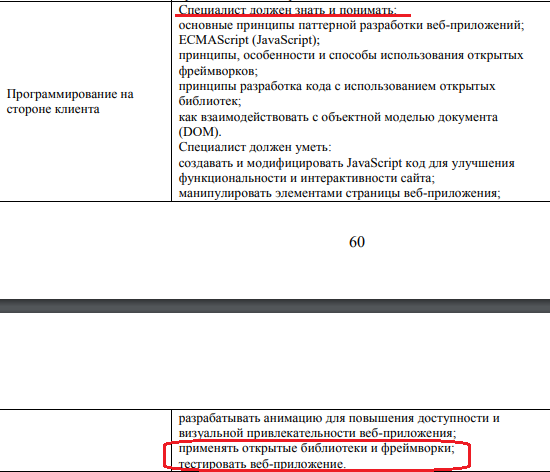 Специалист должен знать и понимать:
основные принципы паттерной разработки веб-приложений;
ECMAScript (JavaScript);
принципы, особенности и способы использования открытых
фреймворков;
принципы разработка кода с использованием открытых
библиотек;
как взаимодействовать с объектной моделью документа
(DOM).
Специалист должен уметь:
создавать и модифицировать JavaScript код для улучшения
функциональности и интерактивности сайта;
манипулировать элементами страницы веб-приложения;
Программирование на
стороне клиента
60
разрабатывать анимацию для повышения доступности и
визуальной привлекательности веб-приложения;
применять открытые библиотеки и фреймворки;
тестировать веб-приложение.